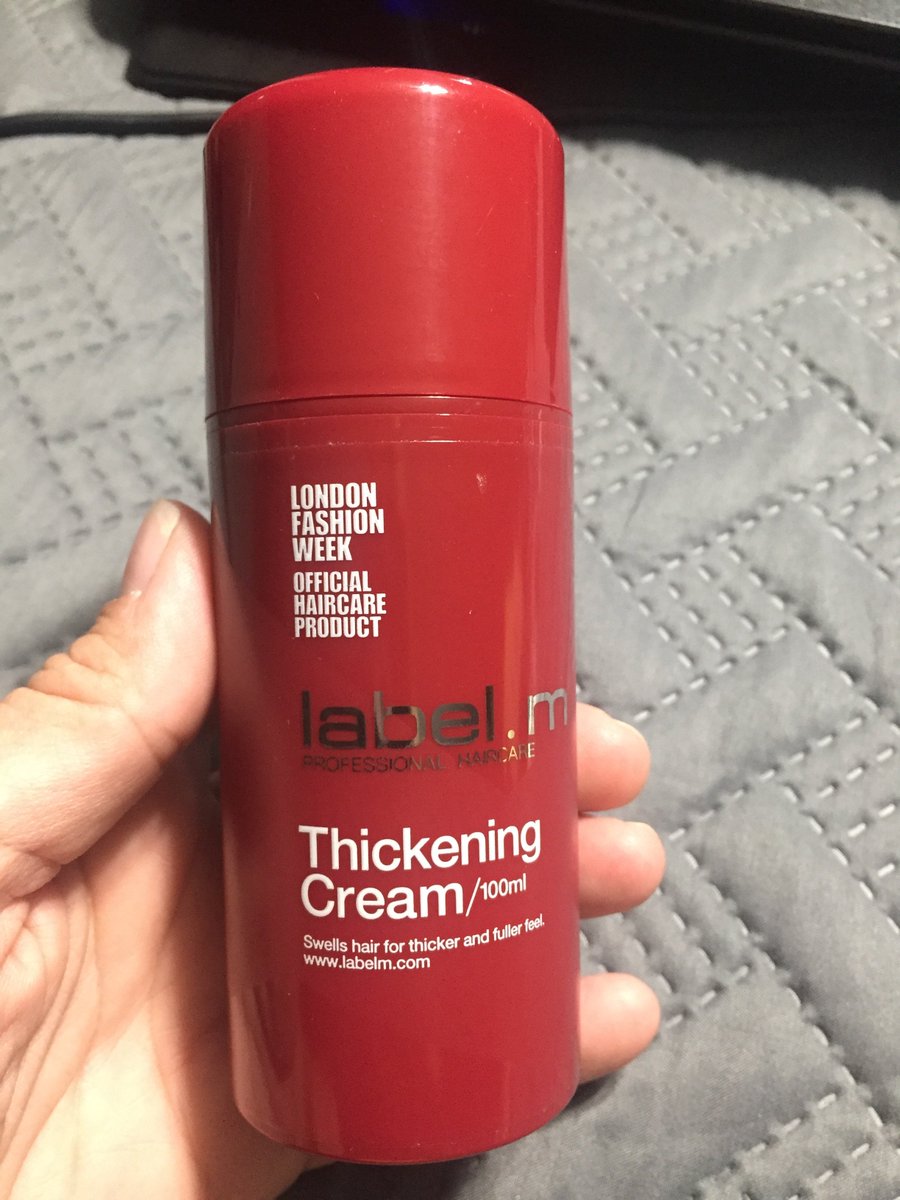 LONDON
FASHION
WEEK
OFFICIAL
HAIRCARE
PRODUCT
label.m
PROFESSIONAL HAIRCARE
Thickening
Cream/100ml
Swells hair for thicker and fuller feel.
www.labelm.com